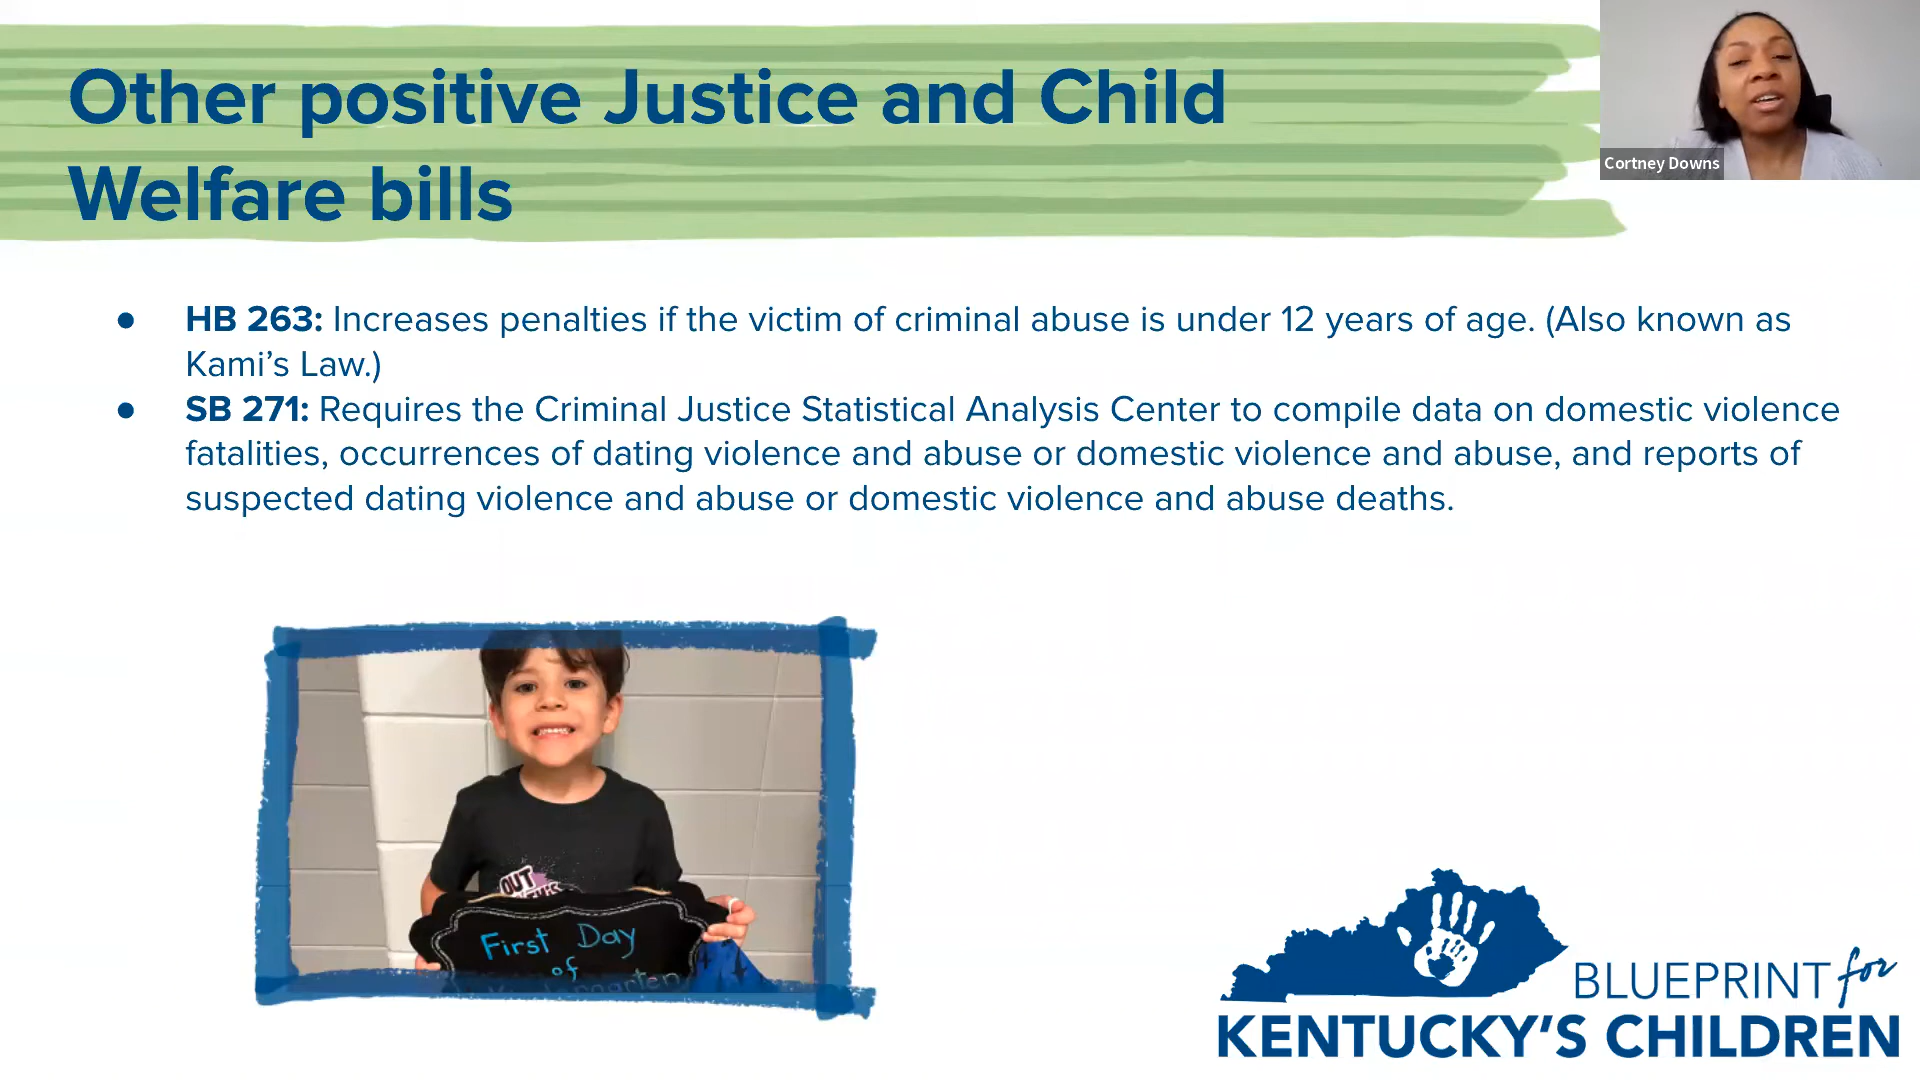 Other positive Justice and Child
Welfare bills
Cortney Downs
● HB 263: Increases penalties if the victim of criminal abuse is under 12 years of age. (Also known as
Kami’s Law.)
● SB 271: Requires the Criminal Justice Statistical Analysis Center to compile data on domestic violence
fatalities, occurrences of dating violence and abuse or domestic violence and abuse, and reports of
suspected dating violence and abuse or domestic violence and abuse deaths.
OUT
First Day
of
Kindergarten
BLUEPRINT for
KENTUCKY’S CHILDREN